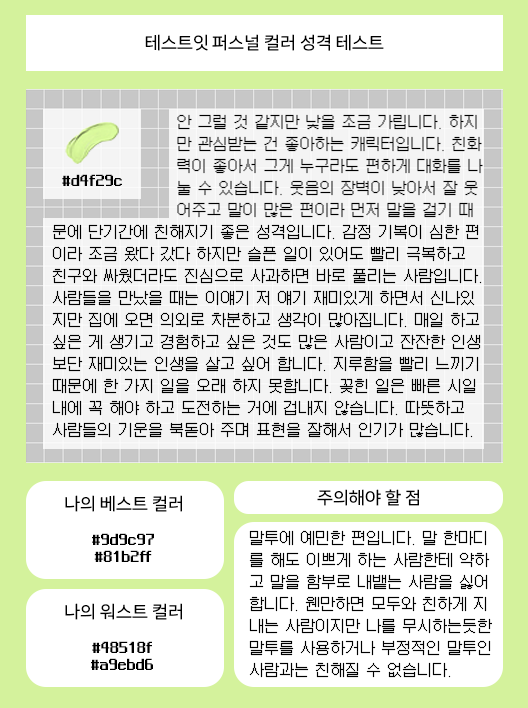 테스트잇 퍼스널 컬러 성격 테스트
#d4f29c
안 그럴 것 같지만 낯을 조금 가립니다. 하지
만 관심받는 건 좋아하는 캐릭터입니다. 친화
력이 좋아서 그게 누구라도 편하게 대화를 나
눌 수 있습니다. 웃음의 장벽이 낮아서 잘 웃
어주고 말이 많은 편이라 먼저 말을 걸기 때
문에 단기간에 친해지기 좋은 성격입니다. 감정 기복이 심한 편
이라 조금 왔다 갔다 하지만 슬픈 일이 있어도 빨리 극복하고
친구와 싸웠더라도 진심으로 사과하면 바로 풀리는 사람입니다.
사람들을 만났을 때는 이얘기 저 얘기 재미있게 하면서 신나있
지만 집에 오면 의외로 차분하고 생각이 많아집니다. 매일 하고
싶은 게 생기고 경험하고 싶은 것도 많은 사람이고 잔잔한 인생
보단 재미있는 인생을 살고 싶어 합니다. 지루함을 빨리 느끼기
때문에 한 가지 일을 오래 하지 못합니다. 꽂힌 일은 빠른 시일
내에 꼭 해야 하고 도전하는 거에 겁내지 않습니다. 따뜻하고
사람들의 기운을 북돋아 주며 표현을 잘해서 인기가 많습니다.
나의 베스트 컬러
#9d9c97
#81b2ff
나의 워스트 컬러
#48518f
#a9ebd6
주의해야 할 점
말투에 예민한 편입니다. 말 한마디
를 해도 이쁘게 하는 사람한테 약하
고 말을 함부로 내뱉는 사람을 싫어
합니다. 웬만하면 모두와 친하게 지
내는 사람이지만 나를 무시하는듯한
말투를 사용하거나 부정적인 말투인
사람과는 친해질 수 없습니다.